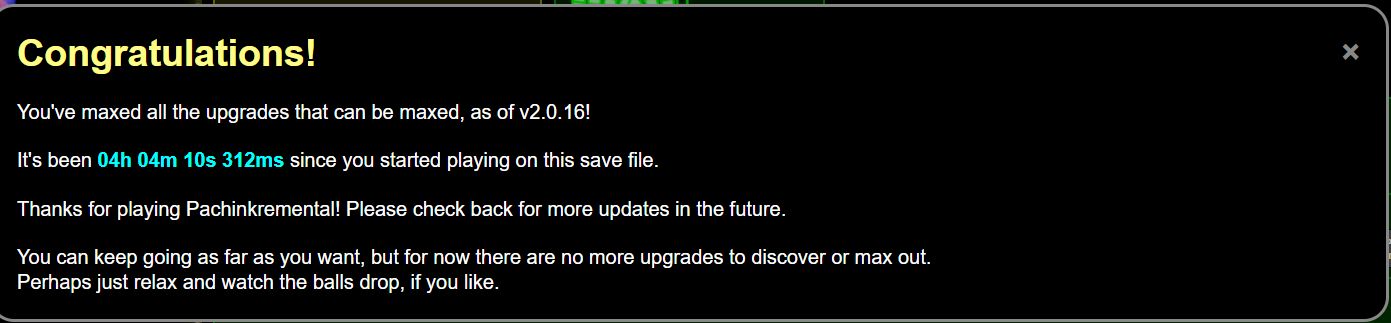 Congratulations!
×
You've maxed all the upgrades that can be maxed, as of v2.0.16!
It's been 04h 04m 10s 312ms since you started playing on this save file.
Thanks for playing Pachinkremental! Please check back for more updates in the future.
You can keep going as far as you want, but for now there are no more upgrades to discover or max out.
Perhaps just relax and watch the balls drop, if you like.